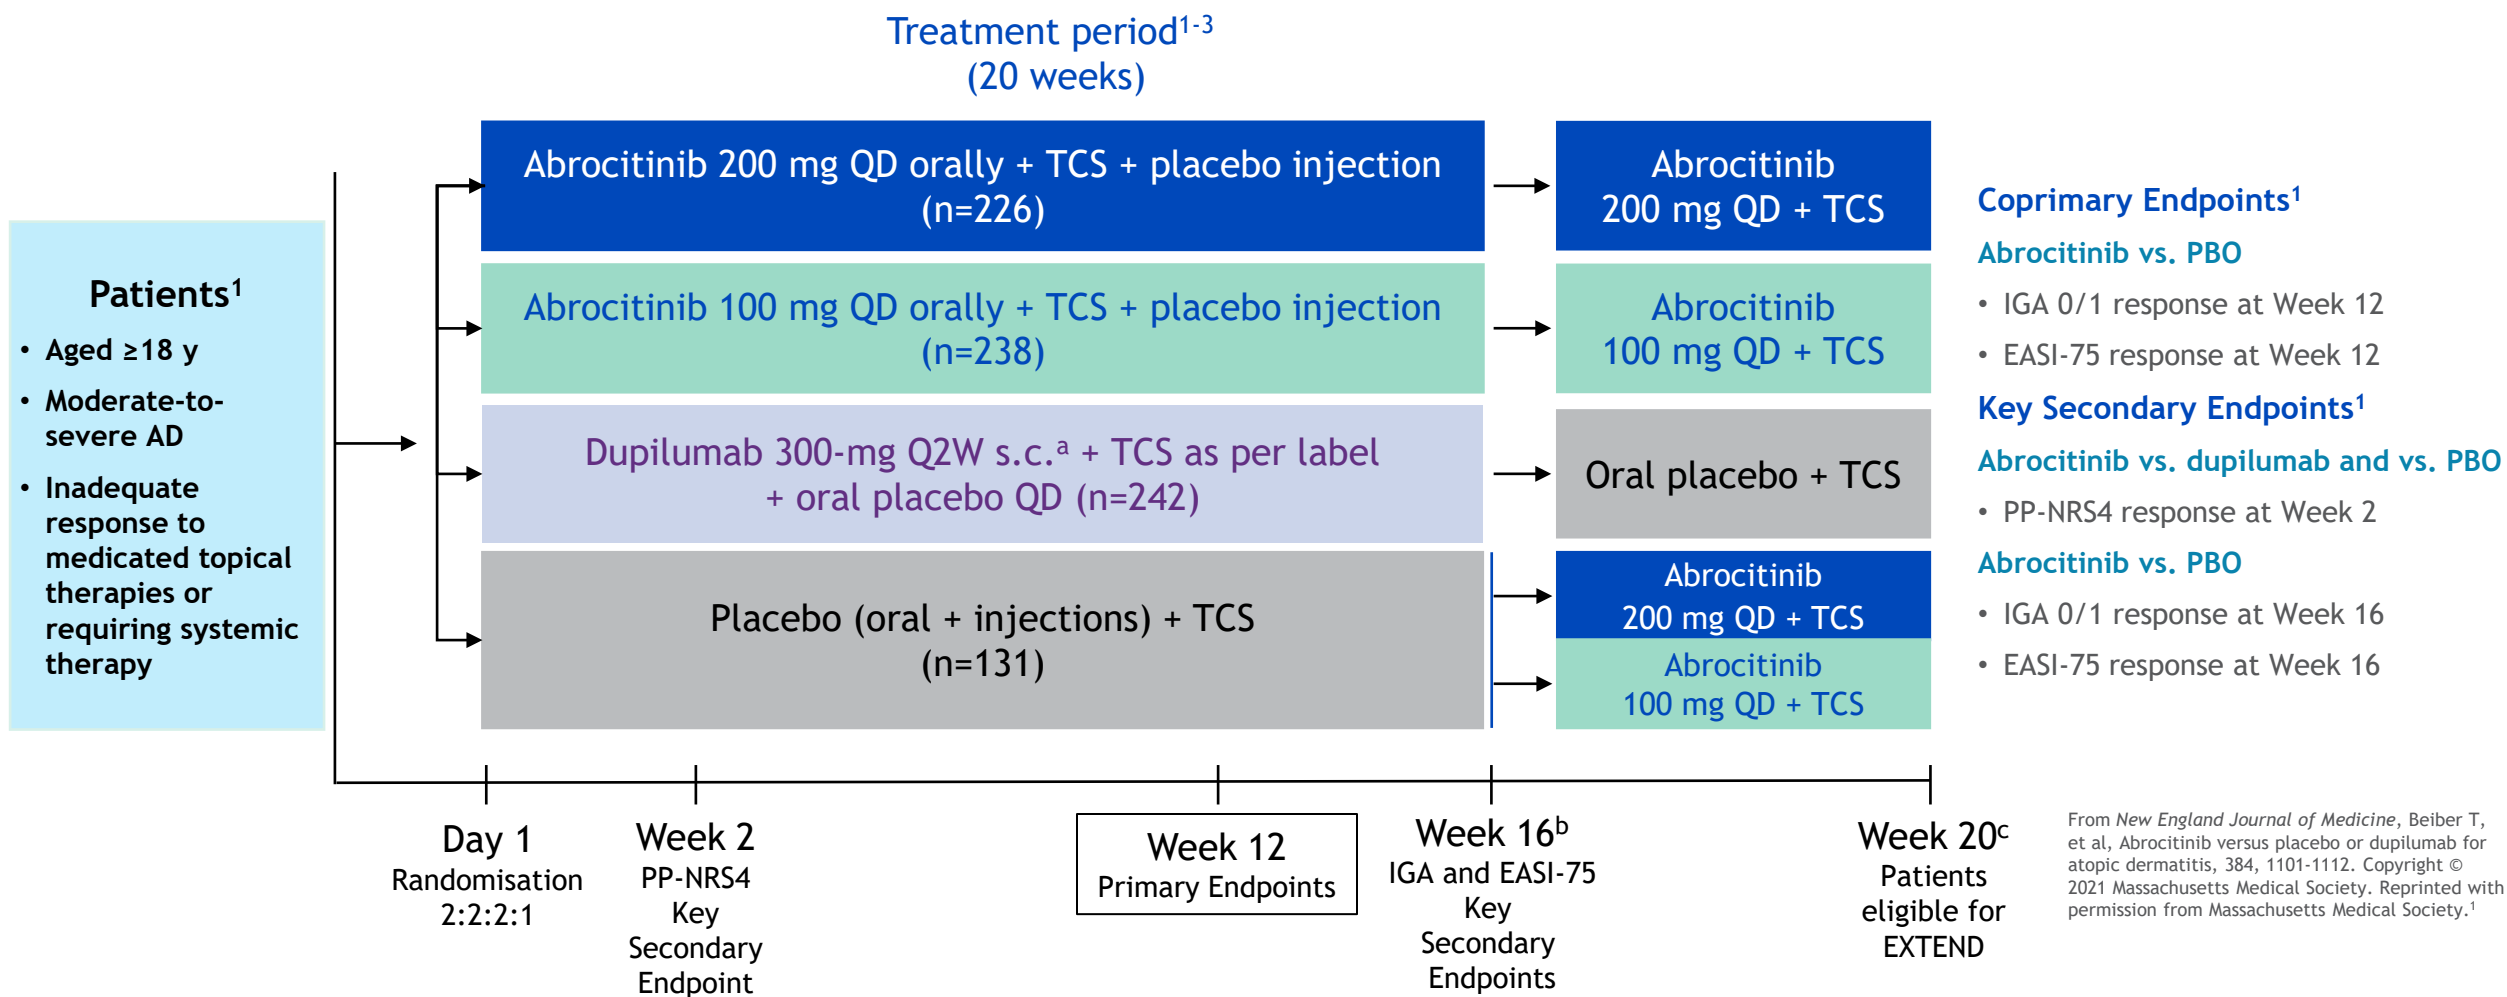 Treatment period1-3
(20 weeks)
Patients1
• Aged ≥18 y
• Moderate-to-
severe AD
• Inadequate
response to
medicated topical
therapies or
requiring systemic
therapy
Abrocitinib 200 mg QD orally + TCS + placebo injection
(n=226)
Abrocitinib
200 mg QD + TCS
Abrocitinib 100 mg QD orally + TCS + placebo injection
(n=238)
Abrocitinib
100 mg QD + TCS
Dupilumab 300-mg Q2W s.c.a + TCS as per label
+ oral placebo QD (n=242)
Oral placebo + TCS
Placebo (oral + injections) + TCS
(n=131)
Abrocitinib
200 mg QD + TCS
Abrocitinib
100 mg QD + TCS
Coprimary Endpoints1
Abrocitinib vs. PBO
• IGA 0/1 response at Week 12
• EASI-75 response at Week 12
Key Secondary Endpoints1
Abrocitinib vs. dupilumab and vs. PBO
• PP-NRS4 response at Week 2
Abrocitinib vs. PBO
• IGA 0/1 response at Week 16
• EASI-75 response at Week 16
Day 1
Randomisation
2:2:2:1
Week 2
PP-NRS4
Key
Secondary
Endpoint
Week 12
Primary Endpoints
Week 16b
IGA and EASI-75
Key
Secondary
Endpoints
Week 20c
Patients
eligible for
EXTEND
From New England Journal of Medicine, Beiber T,
et al, Abrocitinib versus placebo or dupilumab for
atopic dermatitis, 384, 1101-1112. Copyright ©
2021 Massachusetts Medical Society. Reprinted with
permission from Massachusetts Medical Society.1